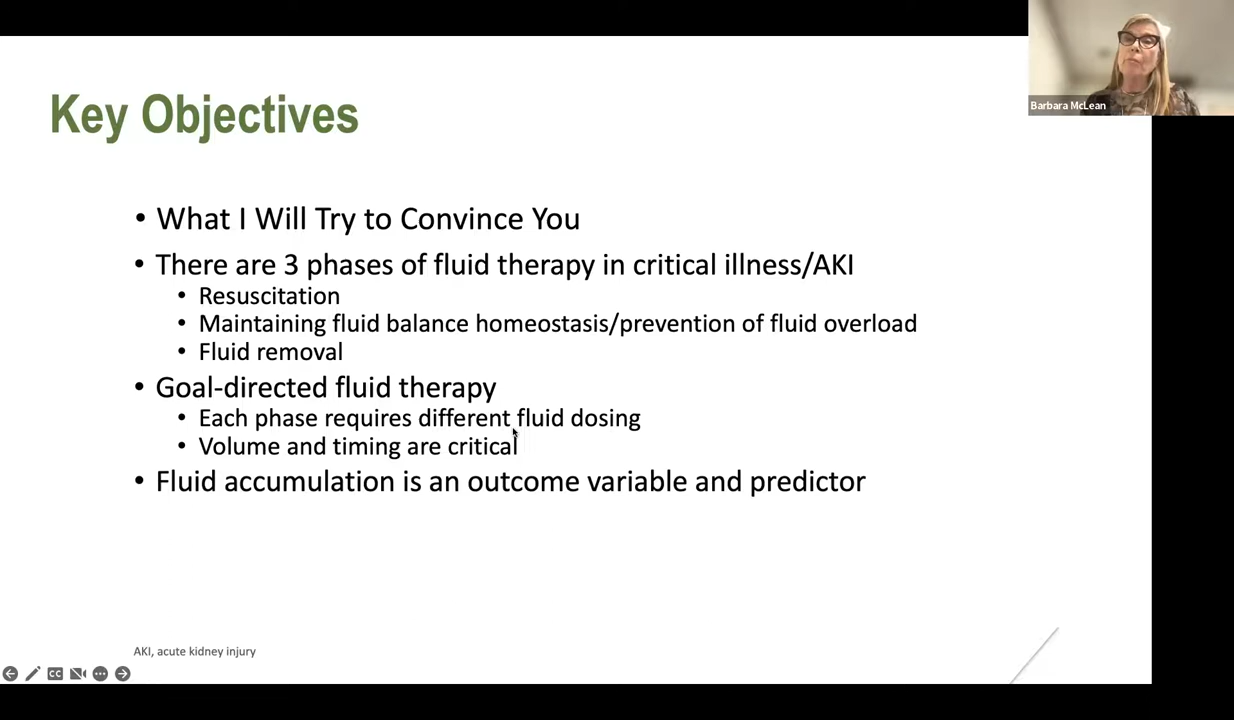 Barbara McLean
Key Objectives
• What I Will Try to Convince You
• There are 3 phases of fluid therapy in critical illness/AKI
• Resuscitation
• Maintaining fluid balance homeostasis/prevention of fluid overload
• Fluid removal
• Goal-directed fluid therapy
• Each phase requires different fluid dosing
• Volume and timing are critical
• Fluid accumulation is an outcome variable and predictor
AKI, acute kidney injury
CC